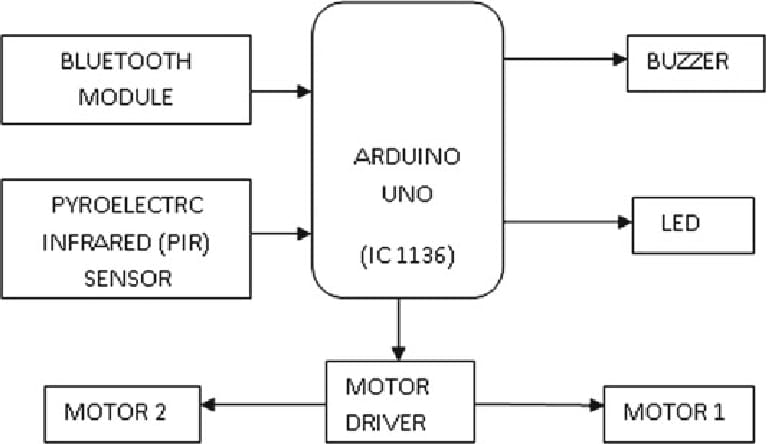 BLUETOOTH
MODULE
PYROELECTRC
INFRARED (PIR)
SENSOR
ARDUINO
UNO
(IC 1136)
BUZZER
LED
MOTOR 2
MOTOR
DRIVER
MOTOR 1